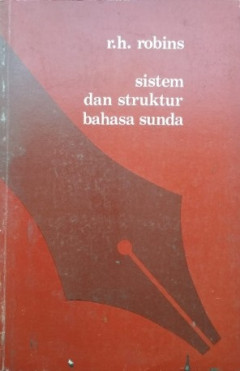 r.h. robins
sistem
dan struktur
bahasa sunda